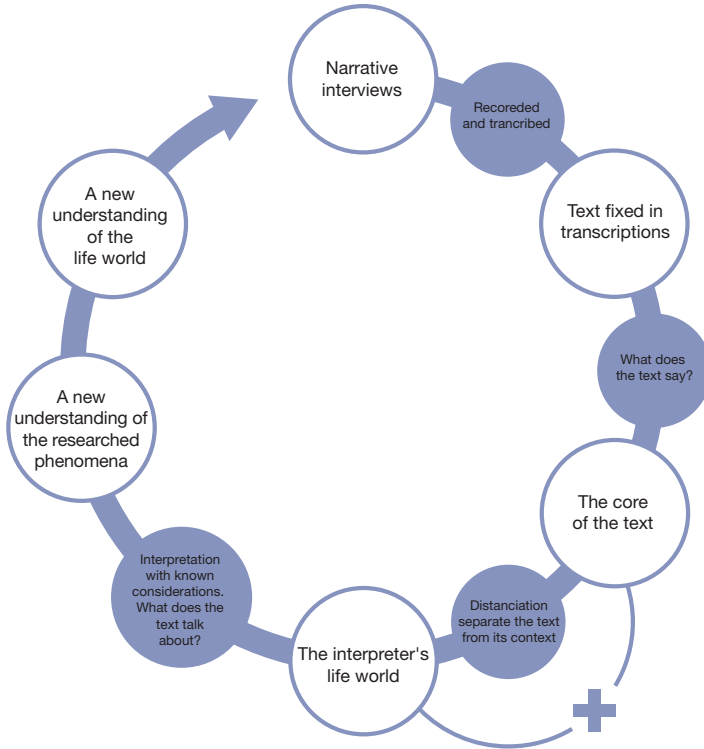 Narrative
interviews
Recoreded
and trancribed
Text fixed in
transcriptions
What does
the text say?
The core
of the text
Distanciation
separate the text
from its context
The interpreter's
life world
Interpretation
with known
considerations.
What does the
text talk
about?
A new
understanding of
the researched
phenomena
A new
understanding
of the
life world